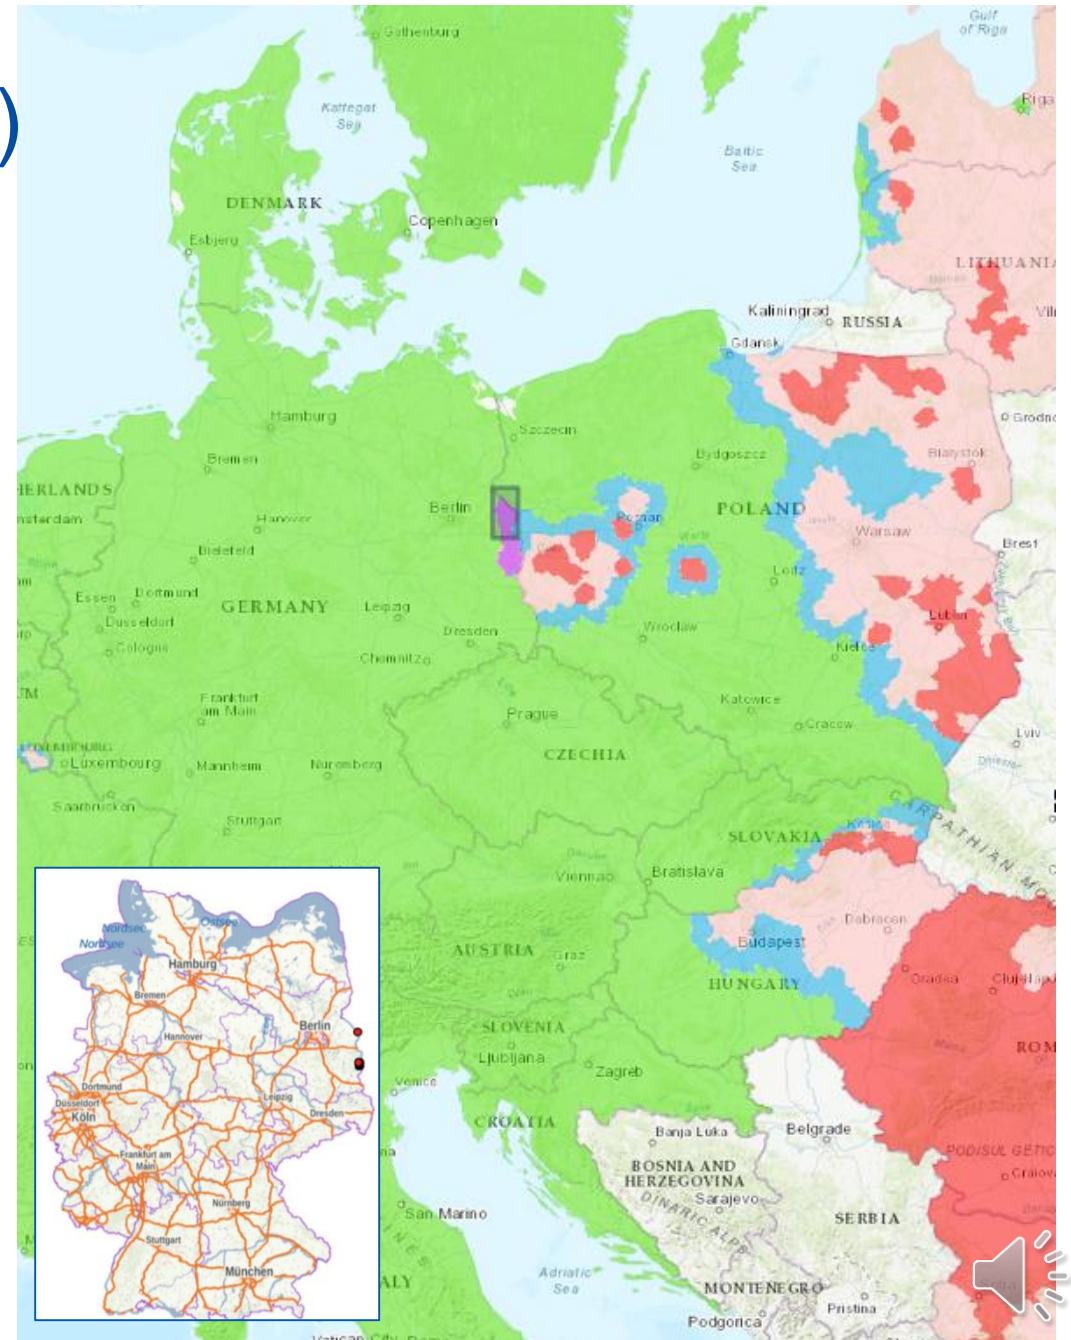 )
Gulf
of Riga
Gothenburg
Kattegat
Sea
Riga
Baltic
Sea
DENMARK
Copenhagen
Esbjerg
LITHUANIA
Kaliningrad
RUSSIA
Gdansk
Hamburg
Szczecin
Bremen
Bydgoszcz
Bialystok
Berlin
POLAND
Hanover
Poznan
Warsaw
Brest
Bielefeld
Lodz
Essen
Dortmund
GERMANY
Leipzig
Lublin
Dusseldorf
Dresden
Wroclaw
Cologne
Chemnitz
Kielce
Frankfurt
am Main
Katowice
Prague
Cracow
Lviv
CZECHIA
Luxembourg
Mannheim
Nuremberg
Saarbrucken
Stuttgart
CARPATHIAN
SLOVAKIA
Kosice
Bratislava
Vienna
Debrecen
Budapest
AUSTRIA
Graz
HUNGARY
Oradea
SLOVENIA
Ljubljana
Zagreb
Venice
CROATIA
Banja Luka
Belgrade
BOSNIA AND
HERZEGOVINA
DINARIC ALPS
Sarajevo
SERBIA
San Marino
Adriatic
Sea
MONTENEGRO
Pristina
Podgorica
Vatican City
Nordsee
Ostsee
Nordsee
Hamburg
Bremen
Berlin
Hannover
Dortmund
Düsseldorf
Leipzig
Köln
Dresden
Frankfurt am
Main
Nürnberg
Stuttgart
München